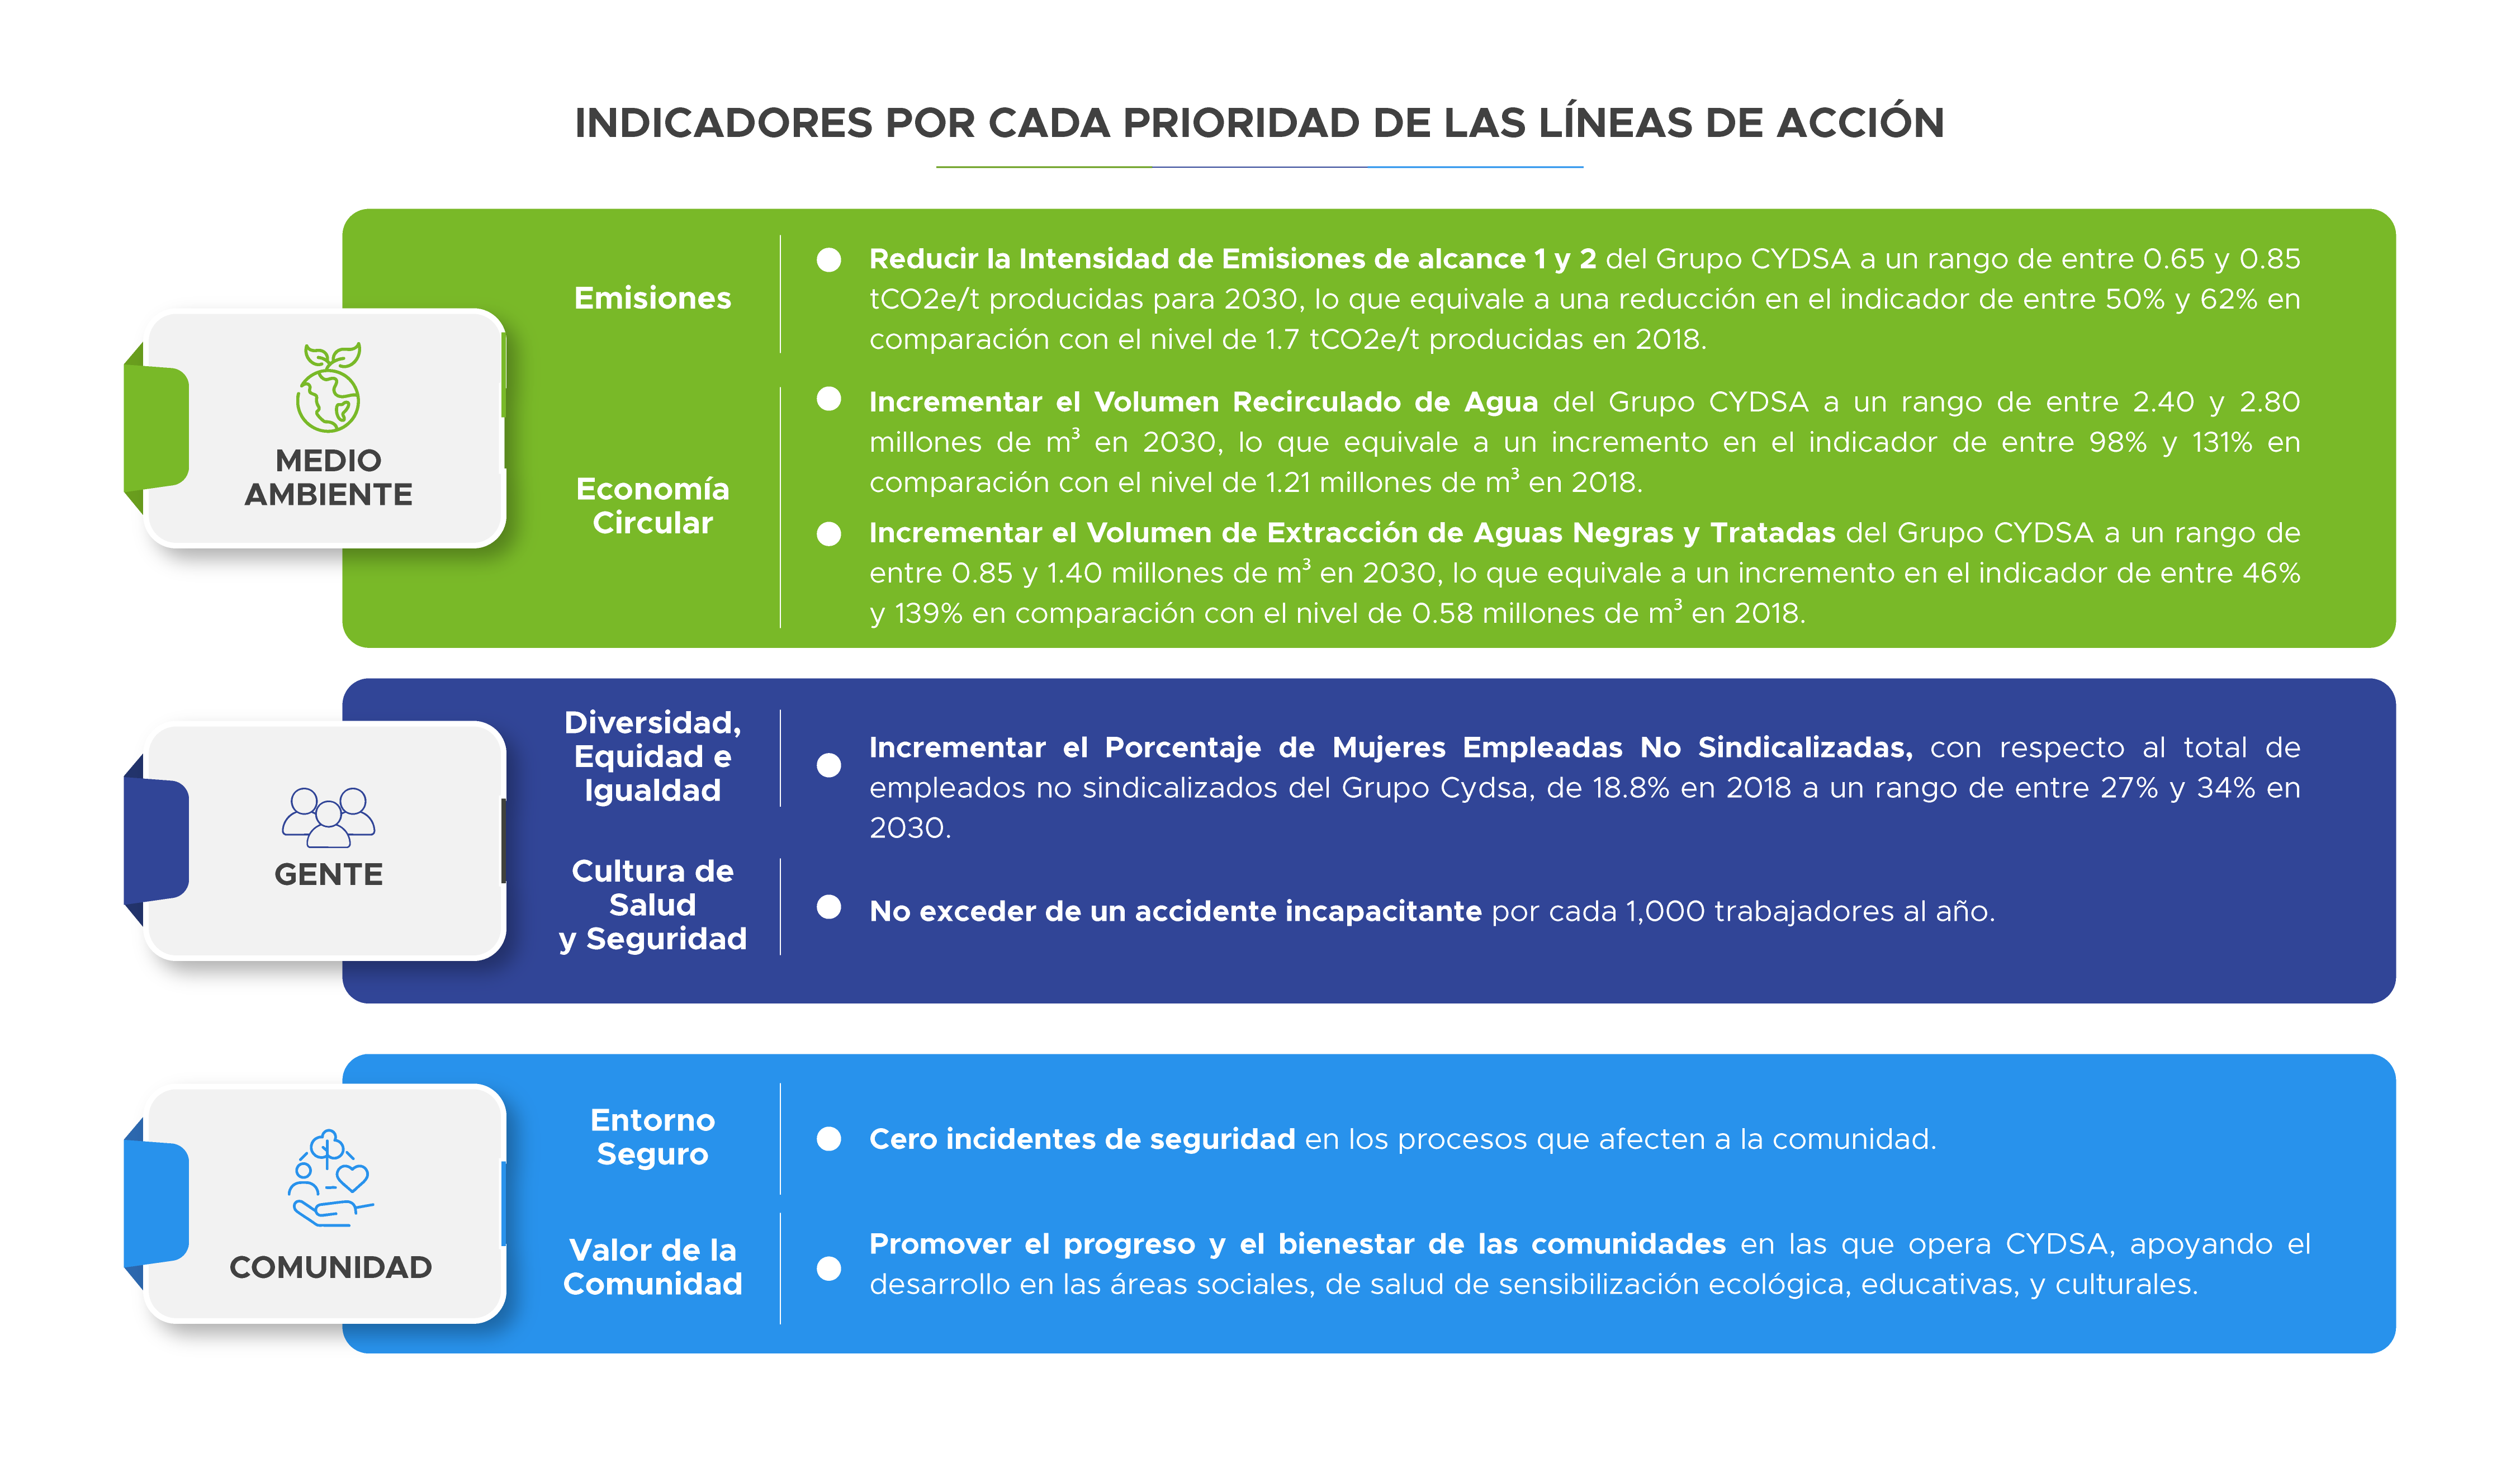 INDICADORES POR CADA PRIORIDAD DE LAS LÍNEAS DE ACCIÓN
MEDIO
AMBIENTE
Emisiones
Reducir la Intensidad de Emisiones de alcance 1 y 2 del Grupo CYDSA a un rango de entre 0.65 y 0.85
tCO2e/t producidas para 2030, lo que equivale a una reducción en el indicador de entre 50% y 62% en
comparación con el nivel de 1.7 tCO2e/t producidas en 2018.
Economía
Circular
Incrementar el Volumen Recirculado de Agua del Grupo CYDSA a un rango de entre 2.40 y 2.80
millones de m³ en 2030, lo que equivale a un incremento en el indicador de entre 98% y 131% en
comparación con el nivel de 1.21 millones de m³ en 2018.
Incrementar el Volumen de Extracción de Aguas Negras y Tratadas del Grupo CYDSA a un rango de
entre 0.85 y 1.40 millones de m³ en 2030, lo que equivale a un incremento en el indicador de entre 46%
y 139% en comparación con el nivel de 0.58 millones de m³ en 2018.
GENTE
Diversidad,
Equidad e
Igualdad
Incrementar el Porcentaje de Mujeres Empleadas No Sindicalizadas, con respecto al total de
empleados no sindicalizados del Grupo Cydsa, de 18.8% en 2018 a un rango de entre 27% y 34% en
2030.
Cultura de
Salud
y Seguridad
No exceder de un accidente incapacitante por cada 1,000 trabajadores al año.
COMUNIDAD
Entorno
Seguro
Cero incidentes de seguridad en los procesos que afecten a la comunidad.
Valor de la
Comunidad
Promover el progreso y el bienestar de las comunidades en las que opera CYDSA, apoyando el
desarrollo en las áreas sociales, de salud de sensibilización ecológica, educativas, y culturales.